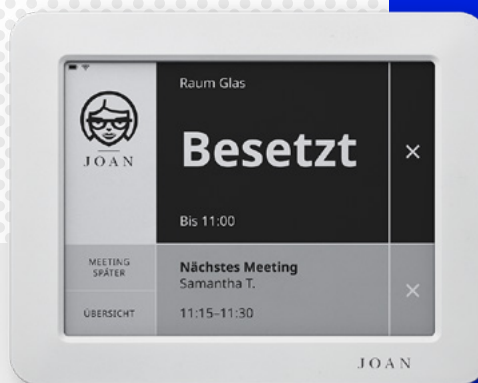 JOAN
Raum Glas
Besetzt
Bis 11:00
MEETING
SPÄTER
ÜBERSICHT
Nächstes Meeting
Samantha T.
11:15–11:30
JOAN